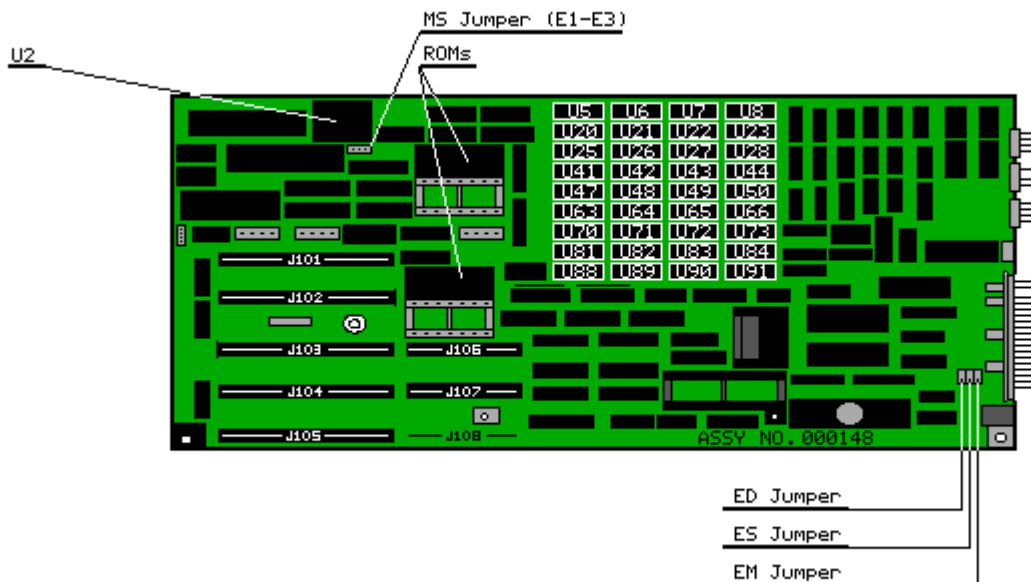 MS Jumper (E1-E3)
U2
ROMs
U5 U6 U7 U8
U20 U21 U22 U23
U25 U26 U27 U28
U41 U42 U43 U44
U47 U48 U49 U50
U63 U64 U65 U66
U70 U71 U72 U73
U81 U82 U83 U84
U88 U89 U90 U91
J101
J102
J103 J106
J104 J107
J105 J108
ASSY NO.000148
ED Jumper
ES Jumper
EM Jumper